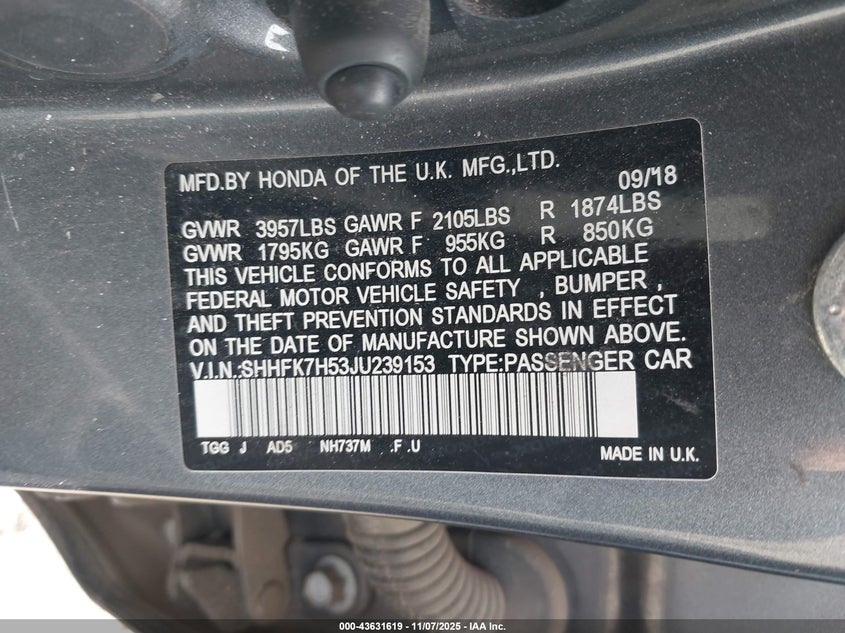 MFD.BY HONDA OF THE U.K. MFG.,LTD.
09/18
GVWR 3957LBS GAWR F 2105LBS R 1874LBS
GVWR 1795KG GAWR F 955KG R 850KG
THIS VEHICLE CONFORMS TO ALL APPLICABLE
FEDERAL MOTOR VEHICLE SAFETY , BUMPER ,
AND THEFT PREVENTION STANDARDS IN EFFECT
ON THE DATE OF MANUFACTURE SHOWN ABOVE.
V.I.N.:SHHFK7H53JU239153 TYPE:PASSENGER CAR
TGG J AD5 NH737M .F .U MADE IN U.K.
000-43631619 | 11/07/2025 - IAA Inc.